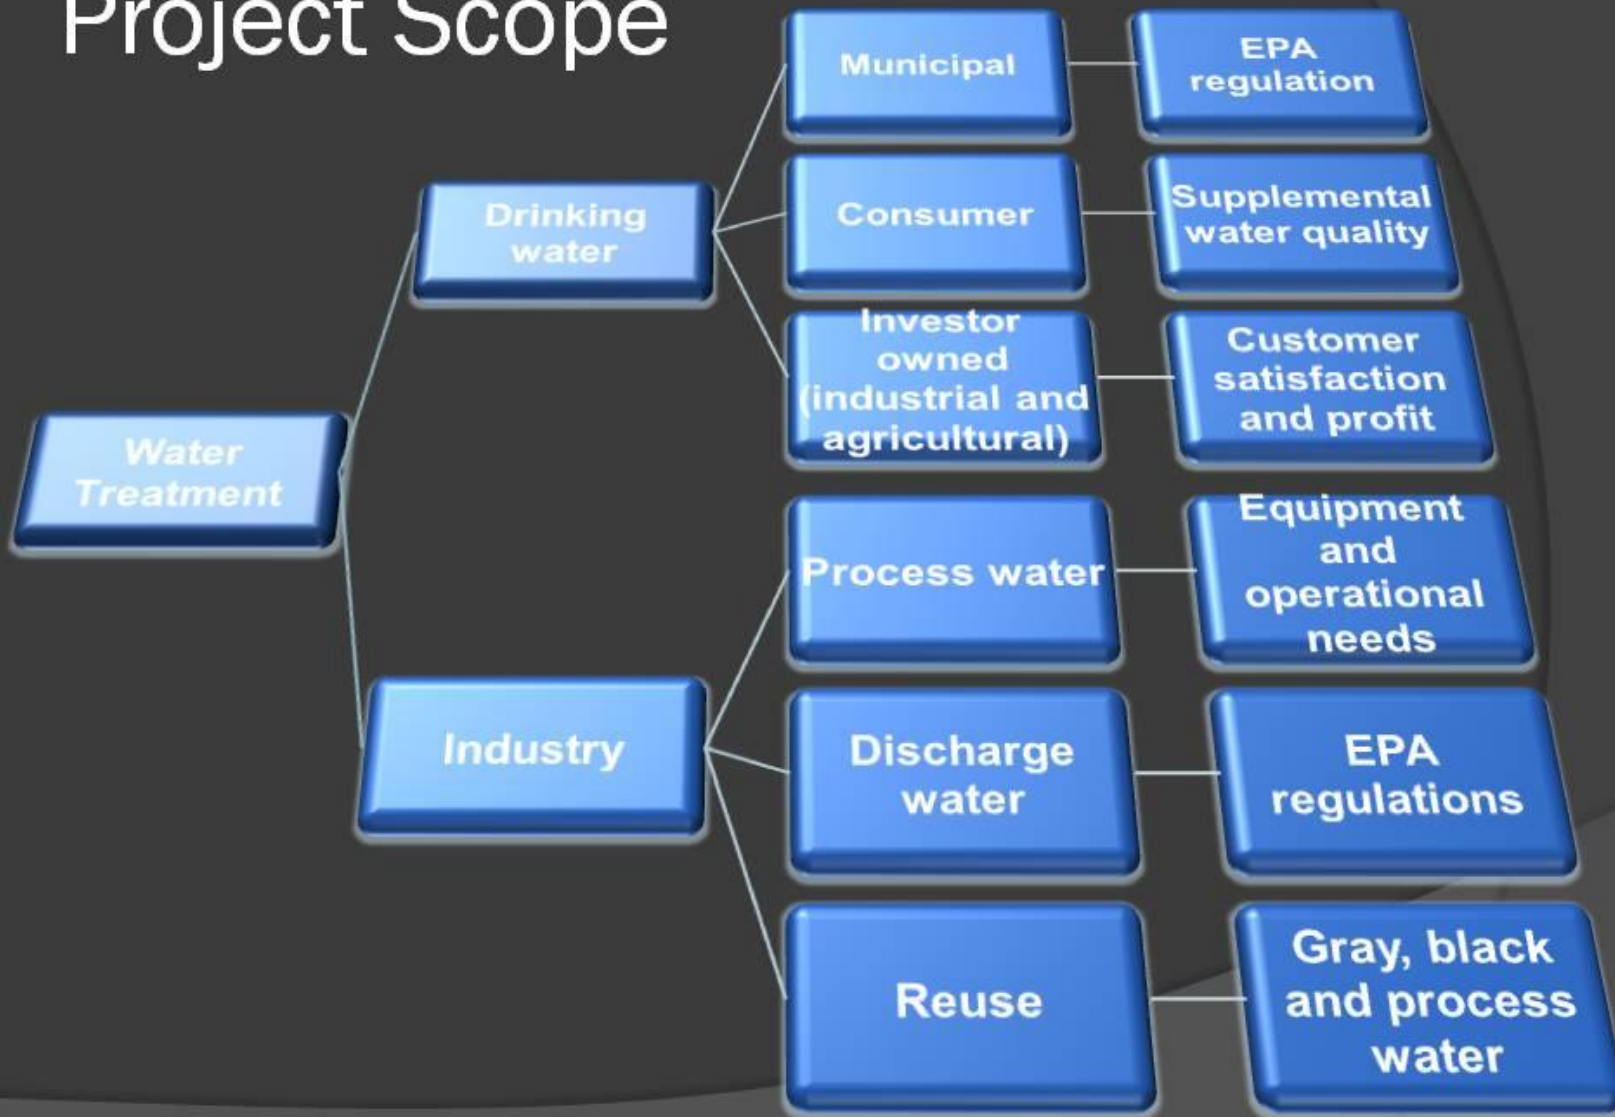 Project Scope
Municipal
EPA
regulation
Drinking
water
Consumer
Supplemental
water quality
Investor
owned
(industrial and
agricultural)
Customer
satisfaction
and profit
Water
Treatment
Process water
Equipment
and
operational
needs
Industry
Discharge
water
EPA
regulations
Reuse
Gray, black
and process
water